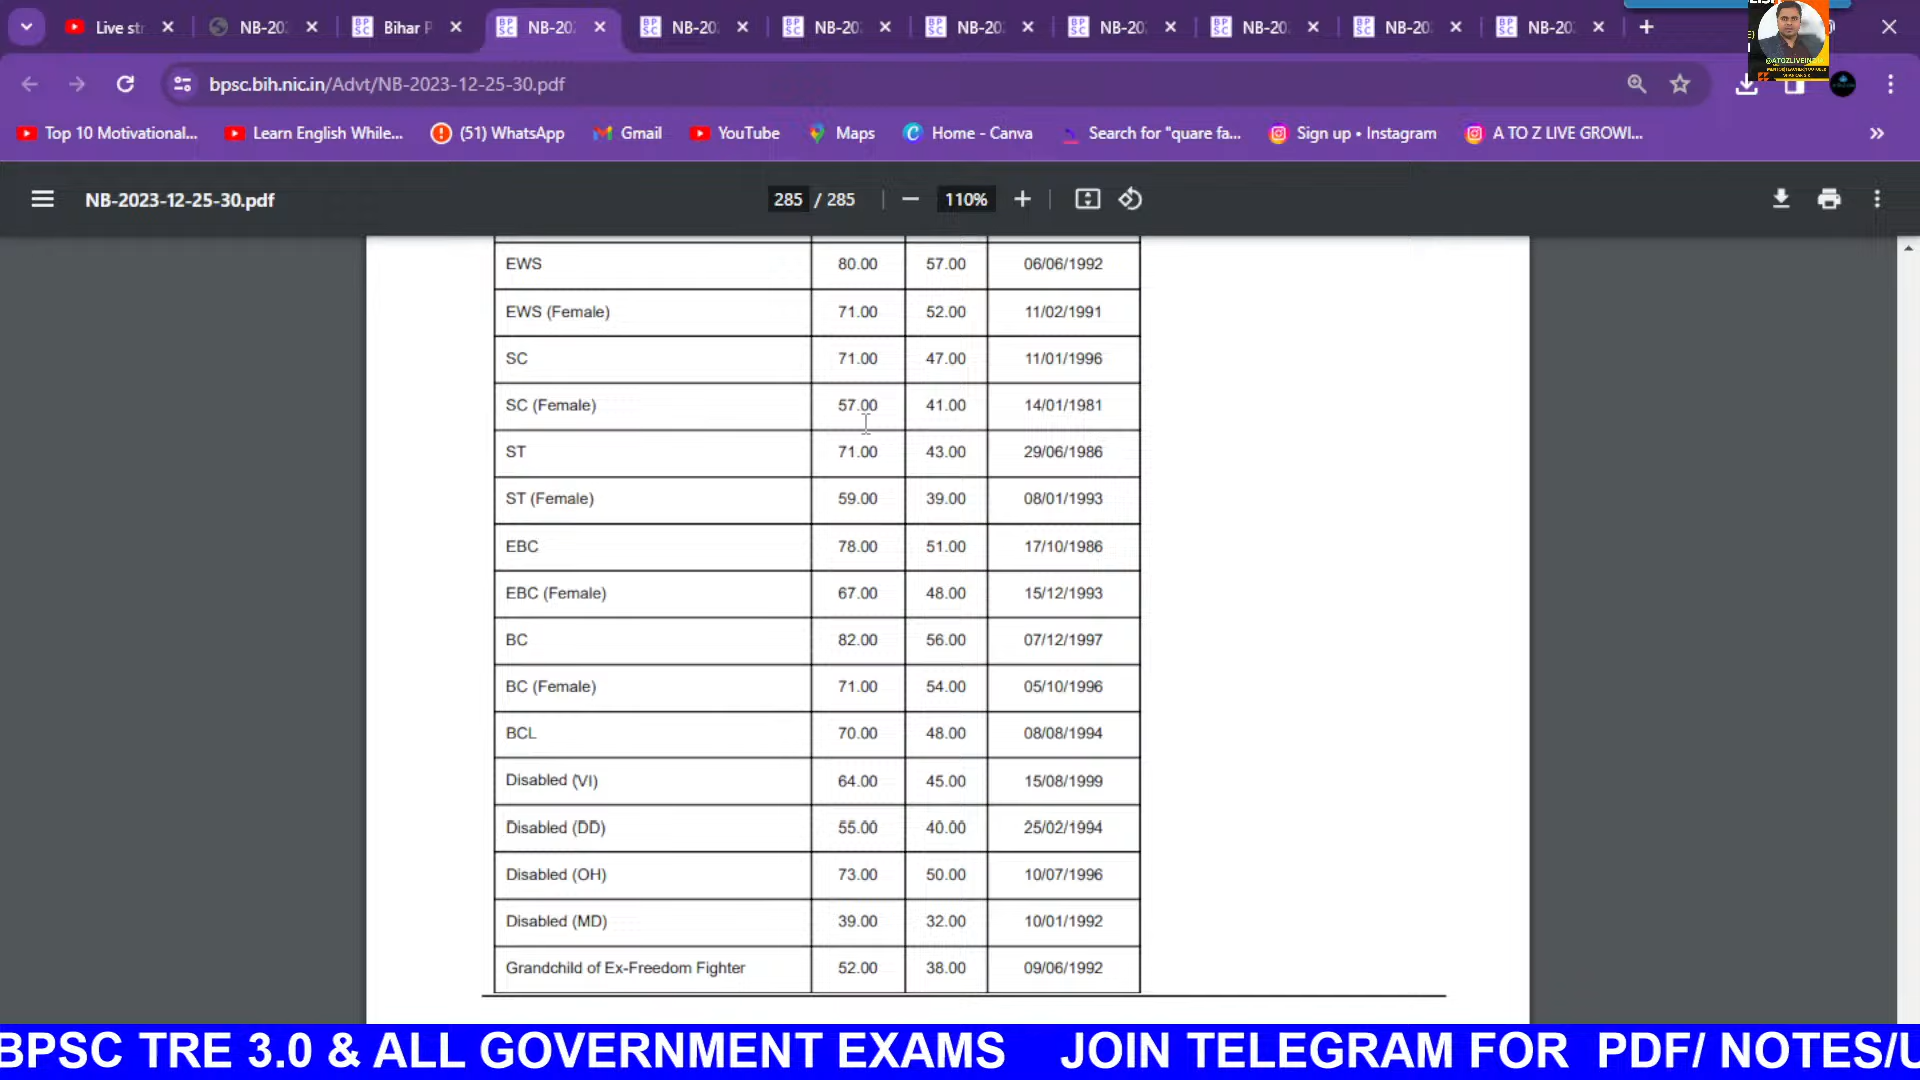 Live str
NB-20
Bihar P
NB-20
NB-20
NB-20
NB-20
NB-20
NB-20
NB-20
NB-20
bpsc.bih.nic.in/Advt/NB-2023-12-25-30.pdf
@ATOZLIVEINDIA
Top 10 Motivational...
Learn English While...
(51) WhatsApp
Gmail
YouTube
Maps
Home - Canva
Search for "quare fa...
Sign up • Instagram
A TO Z LIVE GROWI...
NB-2023-12-25-30.pdf
285 / 285
110%
EWS 80.00 57.00 06/06/1992
EWS (Female) 71.00 52.00 11/02/1991
SC 71.00 47.00 11/01/1996
SC (Female) 57.00 41.00 14/01/1981
ST 71.00 43.00 29/06/1986
ST (Female) 59.00 39.00 08/01/1993
EBC 78.00 51.00 17/10/1986
EBC (Female) 67.00 48.00 15/12/1993
BC 82.00 56.00 07/12/1997
BC (Female) 71.00 54.00 05/10/1996
BCL 70.00 48.00 08/08/1994
Disabled (VI) 64.00 45.00 15/08/1999
Disabled (DD) 55.00 40.00 25/02/1994
Disabled (OH) 73.00 50.00 10/07/1996
Disabled (MD) 39.00 32.00 10/01/1992
Grandchild of Ex-Freedom Fighter 52.00 38.00 09/06/1992
BPSC TRE 3.0 & ALL GOVERNMENT EXAMS JOIN TELEGRAM FOR PDF/ NOTES/U